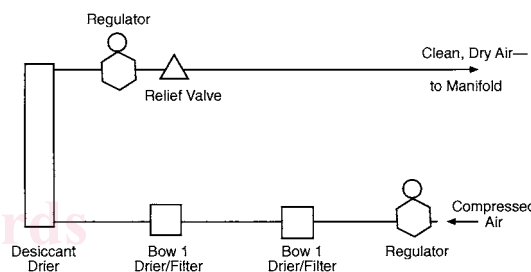 Regulator
Clean, Dry Air—
to Manifold
Relief Valve
Compressed
Air
Desiccant
Drier
Bow 1
Drier/Filter
Bow 1
Drier/Filter
Regulator
rds